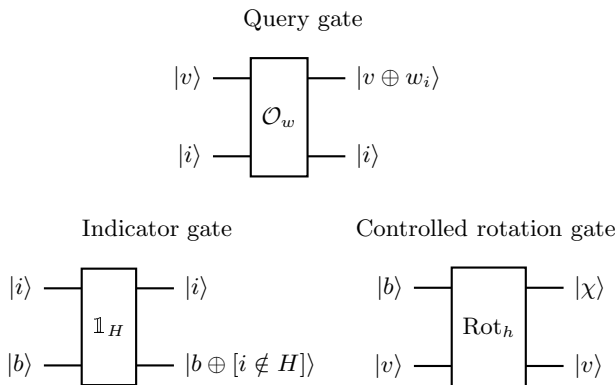 Query gate
|v⟩ |v ⊕ w_i⟩
𝒪_w
|i⟩ |i⟩
Indicator gate Controlled rotation gate
|i⟩ |i⟩ |b⟩ |χ⟩
𝟙_H Rot_h
|b⟩ |b ⊕ [i ∉ H]⟩ |v⟩ |v⟩